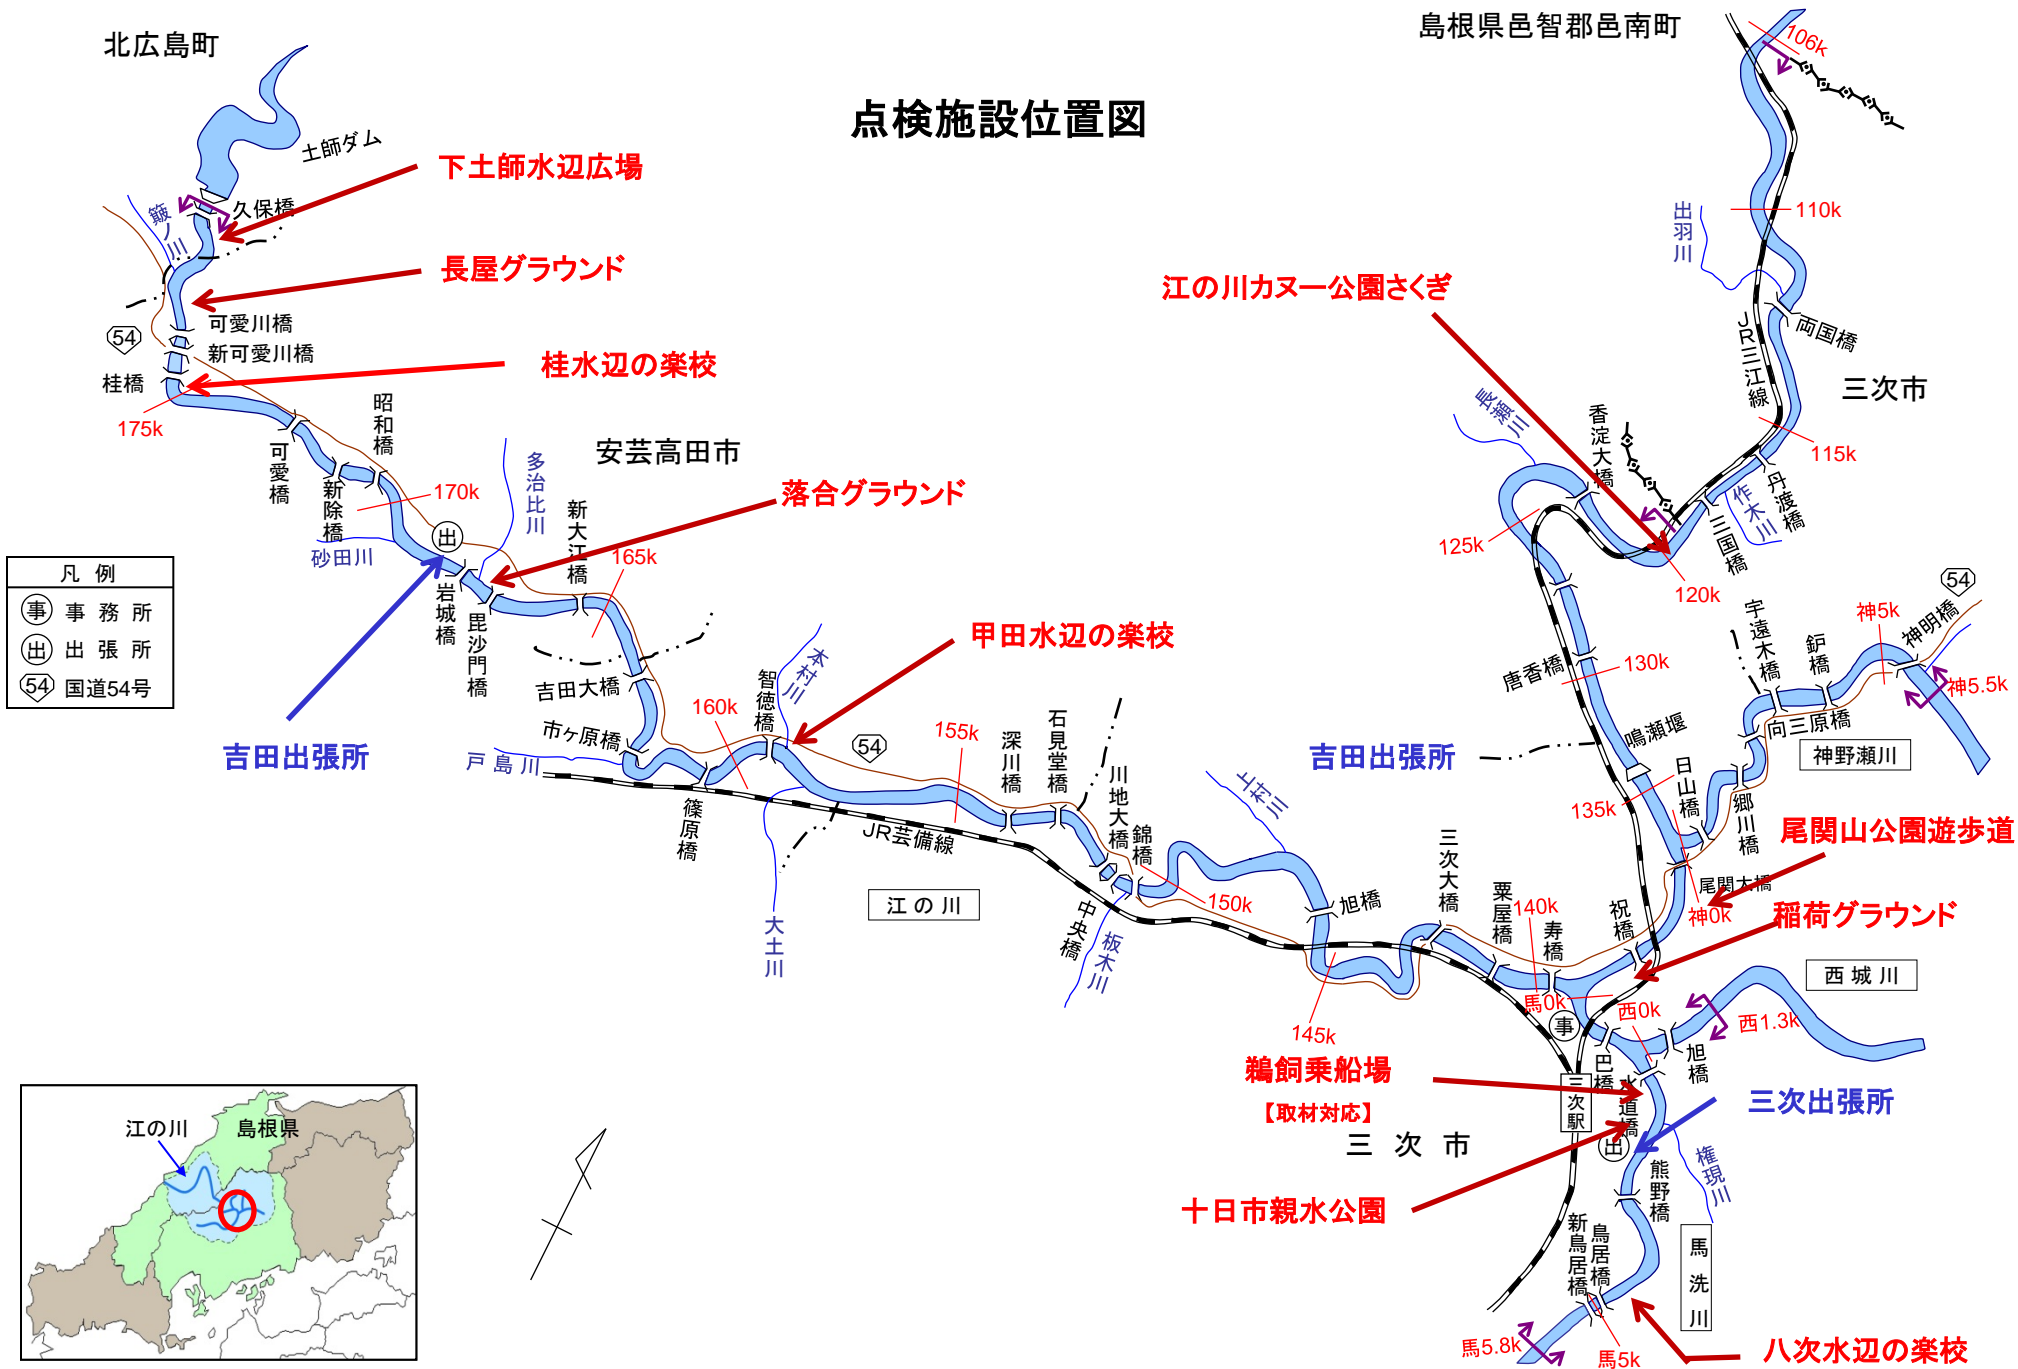 点検施設位置図
北広島町
島根県邑智郡邑南町
106k
土師ダム
下土師水辺広場
久保橋
簸ノ川
110k
出羽川
長屋グラウンド
江の川カヌー公園さくぎ
可愛川橋
54
新可愛川橋
両国橋
JR三江線
桂橋
桂水辺の楽校
三次市
175k
昭和橋
長瀬川
香淀大橋
115k
可愛橋
安芸高田市
多治比川
新除橋
170k
落合グラウンド
新大江橋
作木川
丹渡橋
三国橋
出
砂田川
165k
125k
120k
凡例
事 事務所
出 出張所
54 国道54号
岩城橋
毘沙門橋
54
宇遠木橋
鈩橋
神5k
神明橋
甲田水辺の楽校
本村川
唐香橋
130k
神5.5k
吉田大橋
智徳橋
160k
市ヶ原橋
戸島川
54
155k
深川橋
石見堂橋
川地大橋
向三原橋
鳴瀬堰
神野瀬川
吉田出張所
吉田出張所
日山橋
上村川
135k
郷川橋
篠原橋
JR芸備線
錦橋
尾関山公園遊歩道
三次大橋
尾関大橋
江の川
150k
旭橋
粟屋橋
140k
寿橋
祝橋
神0k
稲荷グラウンド
大土川
中央橋
板木川
西城川
馬0k
西0k
西1.3k
145k
事
巴橋
旭橋
鵜飼乗船場
【取材対応】
三次駅
水道橋
三次出張所
三次市
出
江の川
島根県
権現川
熊野橋
十日市親水公園
新鳥居橋
鳥居橋
馬洗川
馬5.8k
馬5k
八次水辺の楽校